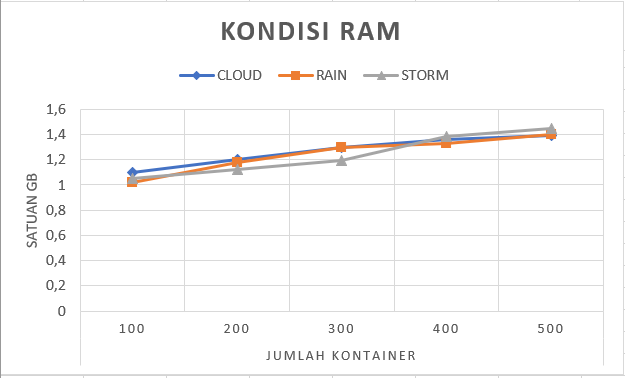 KONDISI RAM
CLOUD RAIN STORM
1,6
1,4
1,2
1
0,8
0,6
0,4
0,2
0
SATUAN GB
100 200 300 400 500
JUMLAH KONTAINER